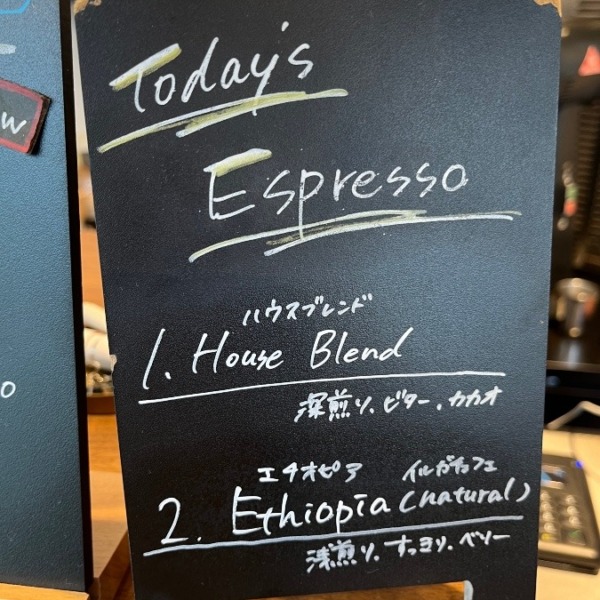 Today's
Espresso
ハウスブレンド
1. House Blend
深煎り、ビター、カカオ
エチオピア イルガチェフェ
2. Ethiopia (natural)
浅煎り、すっきり、ベリー